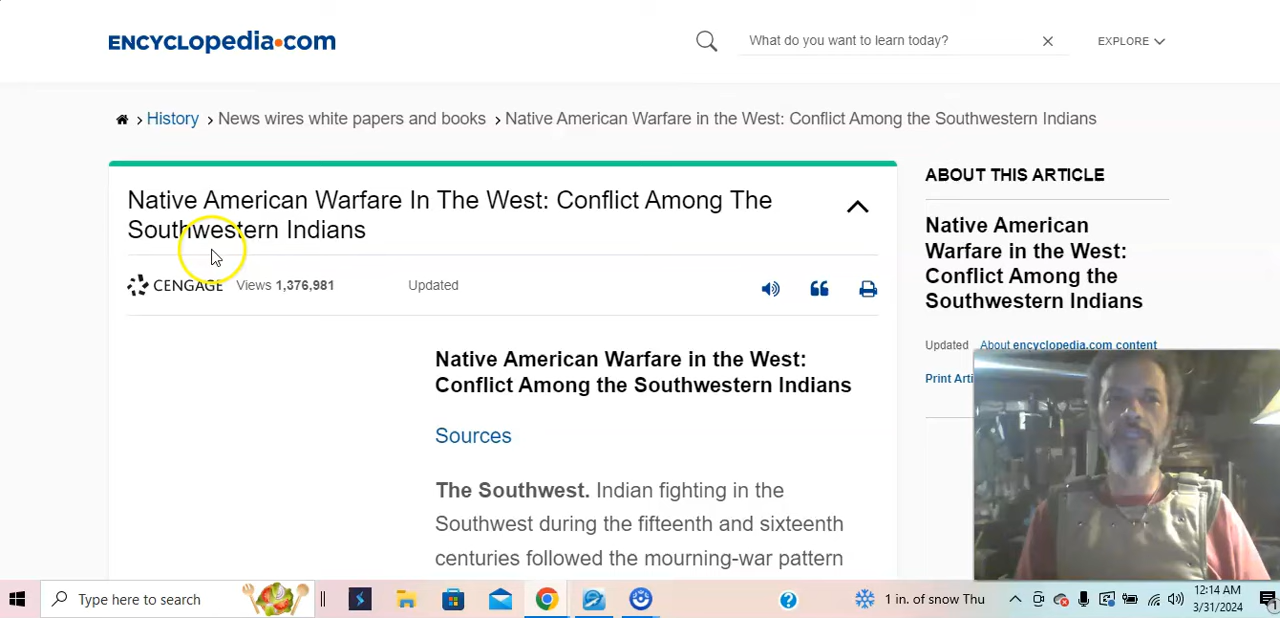 ENCYCLOpedia.com
What do you want to learn today?
EXPLORE
History
News wires white papers and books
Native American Warfare in the West: Conflict Among the Southwestern Indians
Native American Warfare In The West: Conflict Among The
Southwestern Indians
CENGAGE Views 1,376,981 Updated
Native American Warfare in the West:
Conflict Among the Southwestern Indians
Sources
The Southwest. Indian fighting in the
Southwest during the fifteenth and sixteenth
centuries followed the mourning-war pattern
ABOUT THIS ARTICLE
Native American
Warfare in the West:
Conflict Among the
Southwestern Indians
Updated About encyclopedia.com content
Print Arti
Type here to search
1 in. of snow Thu
12:14 AM
3/31/2024